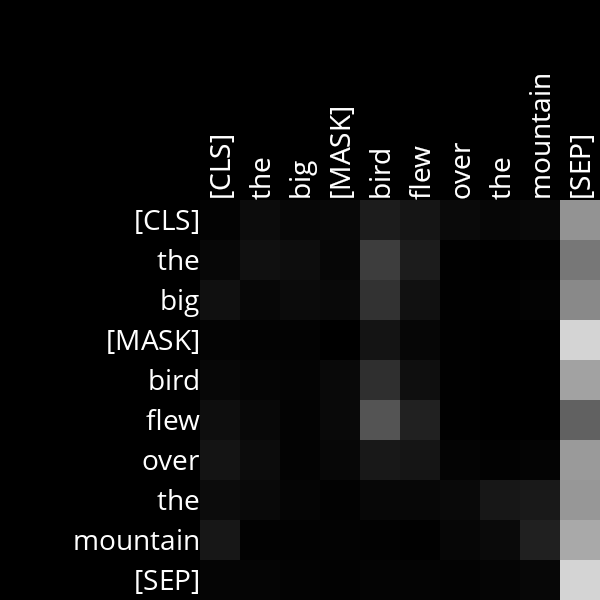 [CLS] the big [MASK] bird flew over the mountain [SEP]
[CLS]
the
big
[MASK]
bird
flew
over
the
mountain
[SEP]